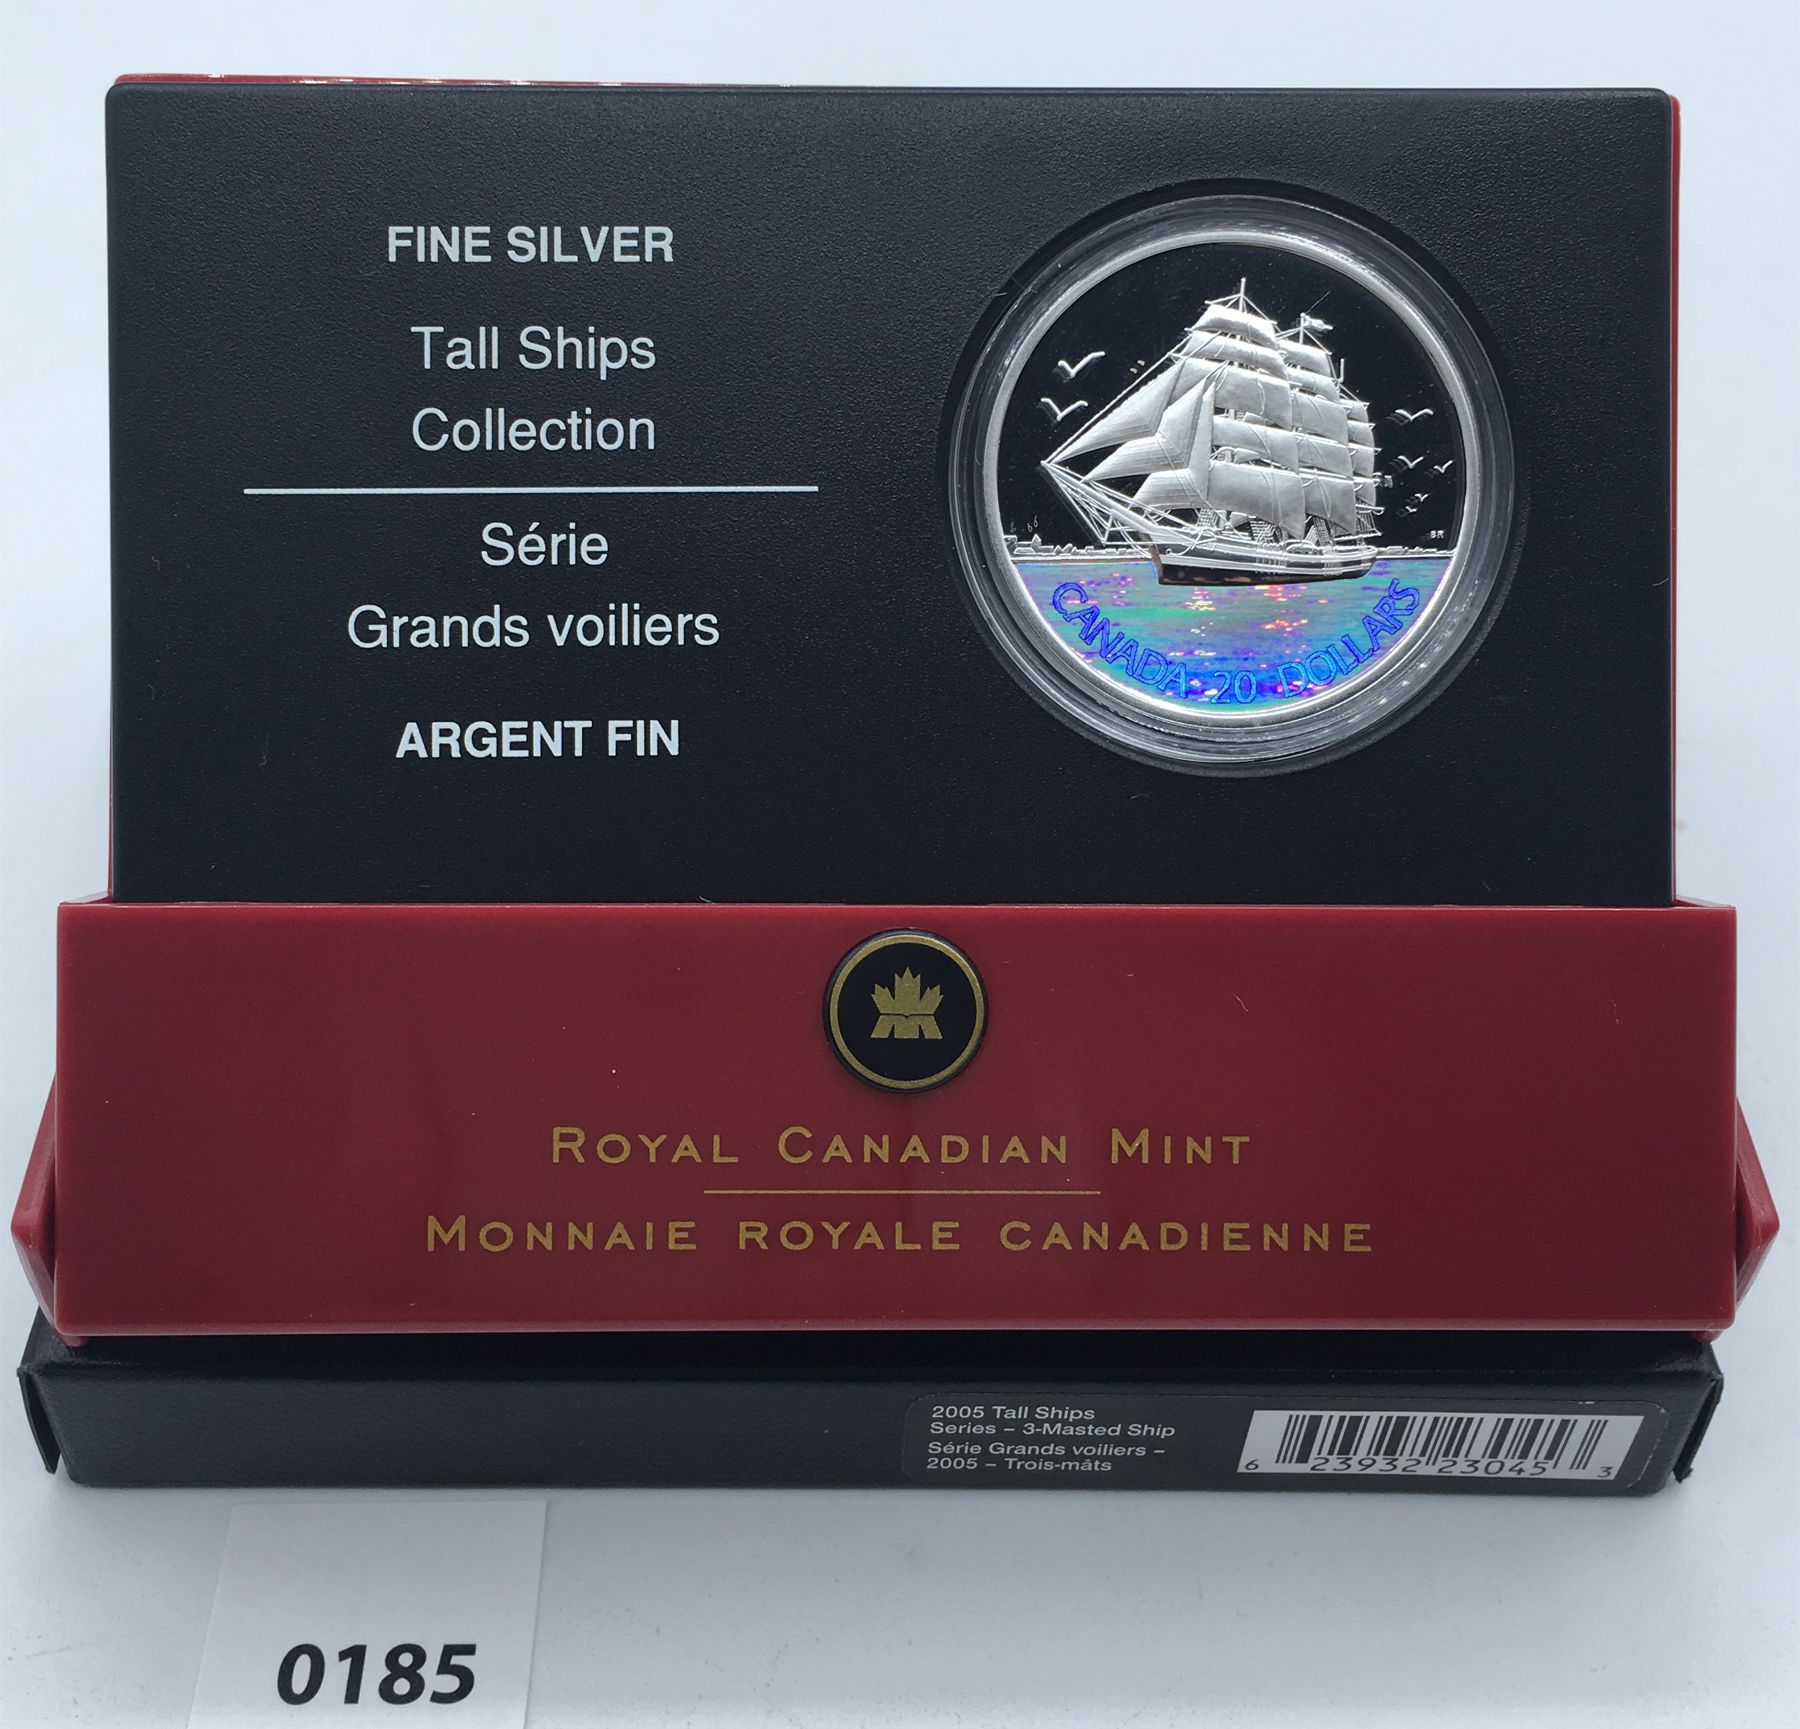 FINE SILVER
Tall Ships
Collection
Série
Grands voiliers
ARGENT FIN
BR
CANADA 20 DOLLARS
ROYAL CANADIAN MINT
MONNAIE ROYALE CANADIENNE
2005 Tall Ships
Series – 3-Masted Ship
Série Grands voiliers –
2005 – Trois-mâts
6 23932 23045 3
0185